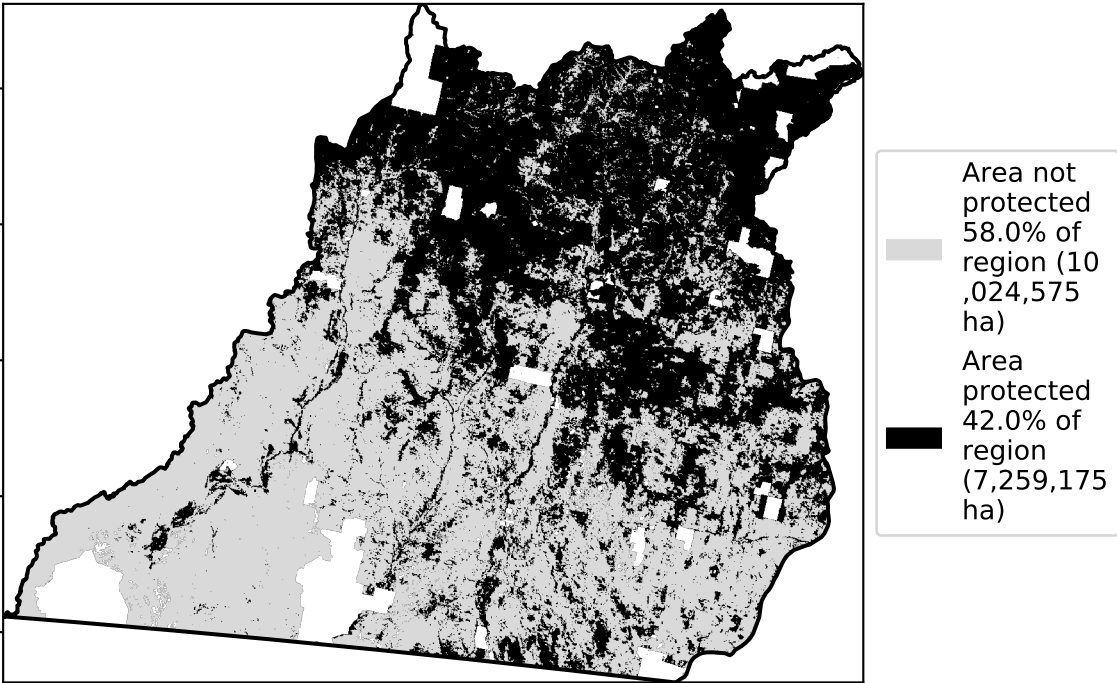 Area not
protected
58.0% of
region (10
,024,575
ha)
Area
protected
42.0% of
region
(7,259,175
ha)